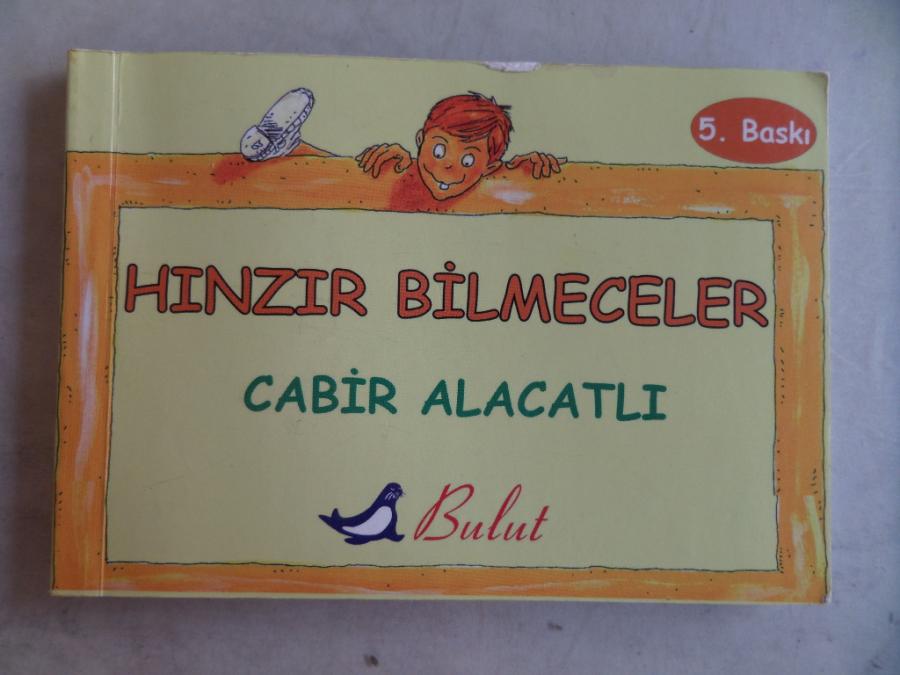 5. Baskı
HINZIR BİLMECELER
CABİR ALACATLI
Bulut